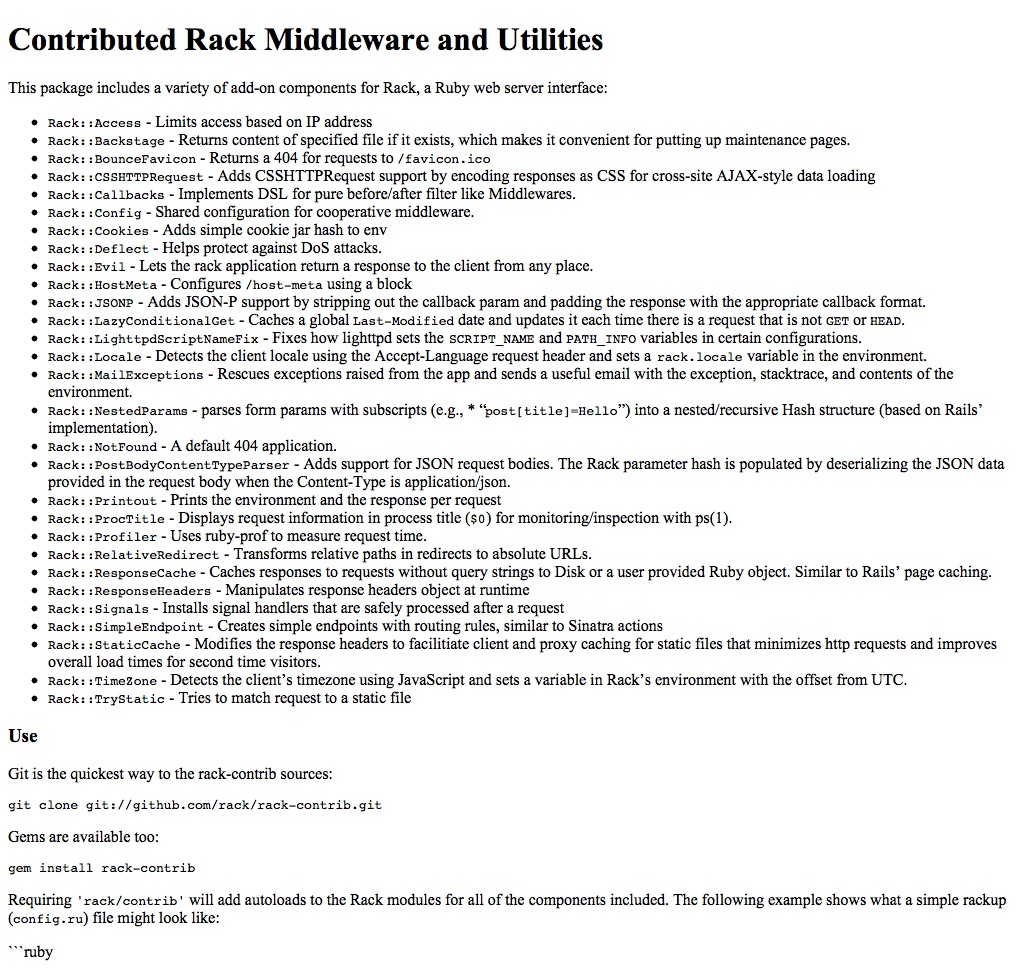 Contributed Rack Middleware and Utilities
This package includes a variety of add-on components for Rack, a Ruby web server interface:
• Rack::Access - Limits access based on IP address
• Rack::Backstage - Returns content of specified file if it exists, which makes it convenient for putting up maintenance pages.
• Rack::BounceFavicon - Returns a 404 for requests to /favicon.ico
• Rack::CSSHTTPRequest - Adds CSSHTTPRequest support by encoding responses as CSS for cross-site AJAX-style data loading
• Rack::Callbacks - Implements DSL for pure before/after filter like Middlewares.
• Rack::Config - Shared configuration for cooperative middleware.
• Rack::Cookies - Adds simple cookie jar hash to env
• Rack::Deflect - Helps protect against DoS attacks.
• Rack::Evil - Lets the rack application return a response to the client from any place.
• Rack::HostMeta - Configures /host-meta using a block
• Rack::JSONP - Adds JSON-P support by stripping out the callback param and padding the response with the appropriate callback format.
• Rack::LazyConditionalGet - Caches a global Last-Modified date and updates it each time there is a request that is not GET or HEAD.
• Rack::LighttpdScriptNameFix - Fixes how lighttpd sets the SCRIPT_NAME and PATH_INFO variables in certain configurations.
• Rack::Locale - Detects the client locale using the Accept-Language request header and sets a rack.locale variable in the environment.
• Rack::MailExceptions - Rescues exceptions raised from the app and sends a useful email with the exception, stacktrace, and contents of the
environment.
• Rack::NestedParams - parses form params with subscripts (e.g., * “post[title]=Hello”) into a nested/recursive Hash structure (based on Rails’
implementation).
• Rack::NotFound - A default 404 application.
• Rack::PostBodyContentTypeParser - Adds support for JSON request bodies. The Rack parameter hash is populated by deserializing the JSON data
provided in the request body when the Content-Type is application/json.
• Rack::Printout - Prints the environment and the response per request
• Rack::ProcTitle - Displays request information in process title ($0) for monitoring/inspection with ps(1).
• Rack::Profiler - Uses ruby-prof to measure request time.
• Rack::RelativeRedirect - Transforms relative paths in redirects to absolute URLs.
• Rack::ResponseCache - Caches responses to requests without query strings to Disk or a user provided Ruby object. Similar to Rails’ page caching.
• Rack::ResponseHeaders - Manipulates response headers object at runtime
• Rack::Signals - Installs signal handlers that are safely processed after a request
• Rack::SimpleEndpoint - Creates simple endpoints with routing rules, similar to Sinatra actions
• Rack::StaticCache - Modifies the response headers to facilitiate client and proxy caching for static files that minimizes http requests and improves
overall load times for second time visitors.
• Rack::TimeZone - Detects the client’s timezone using JavaScript and sets a variable in Rack’s environment with the offset from UTC.
• Rack::TryStatic - Tries to match request to a static file
Use
Git is the quickest way to the rack-contrib sources:
git clone git://github.com/rack/rack-contrib.git
Gems are available too:
gem install rack-contrib
Requiring 'rack/contrib' will add autoloads to the Rack modules for all of the components included. The following example shows what a simple rackup
(config.ru) file might look like:
```ruby